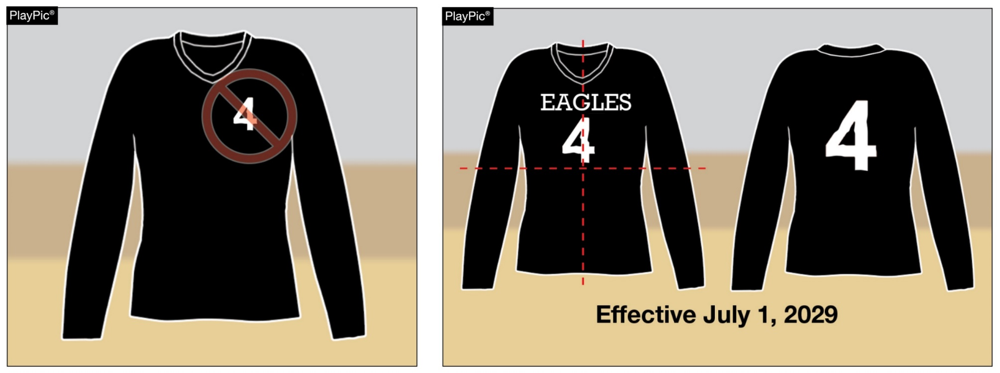 PlayPic®
4
PlayPic®
EAGLES
4
4
Effective July 1, 2029